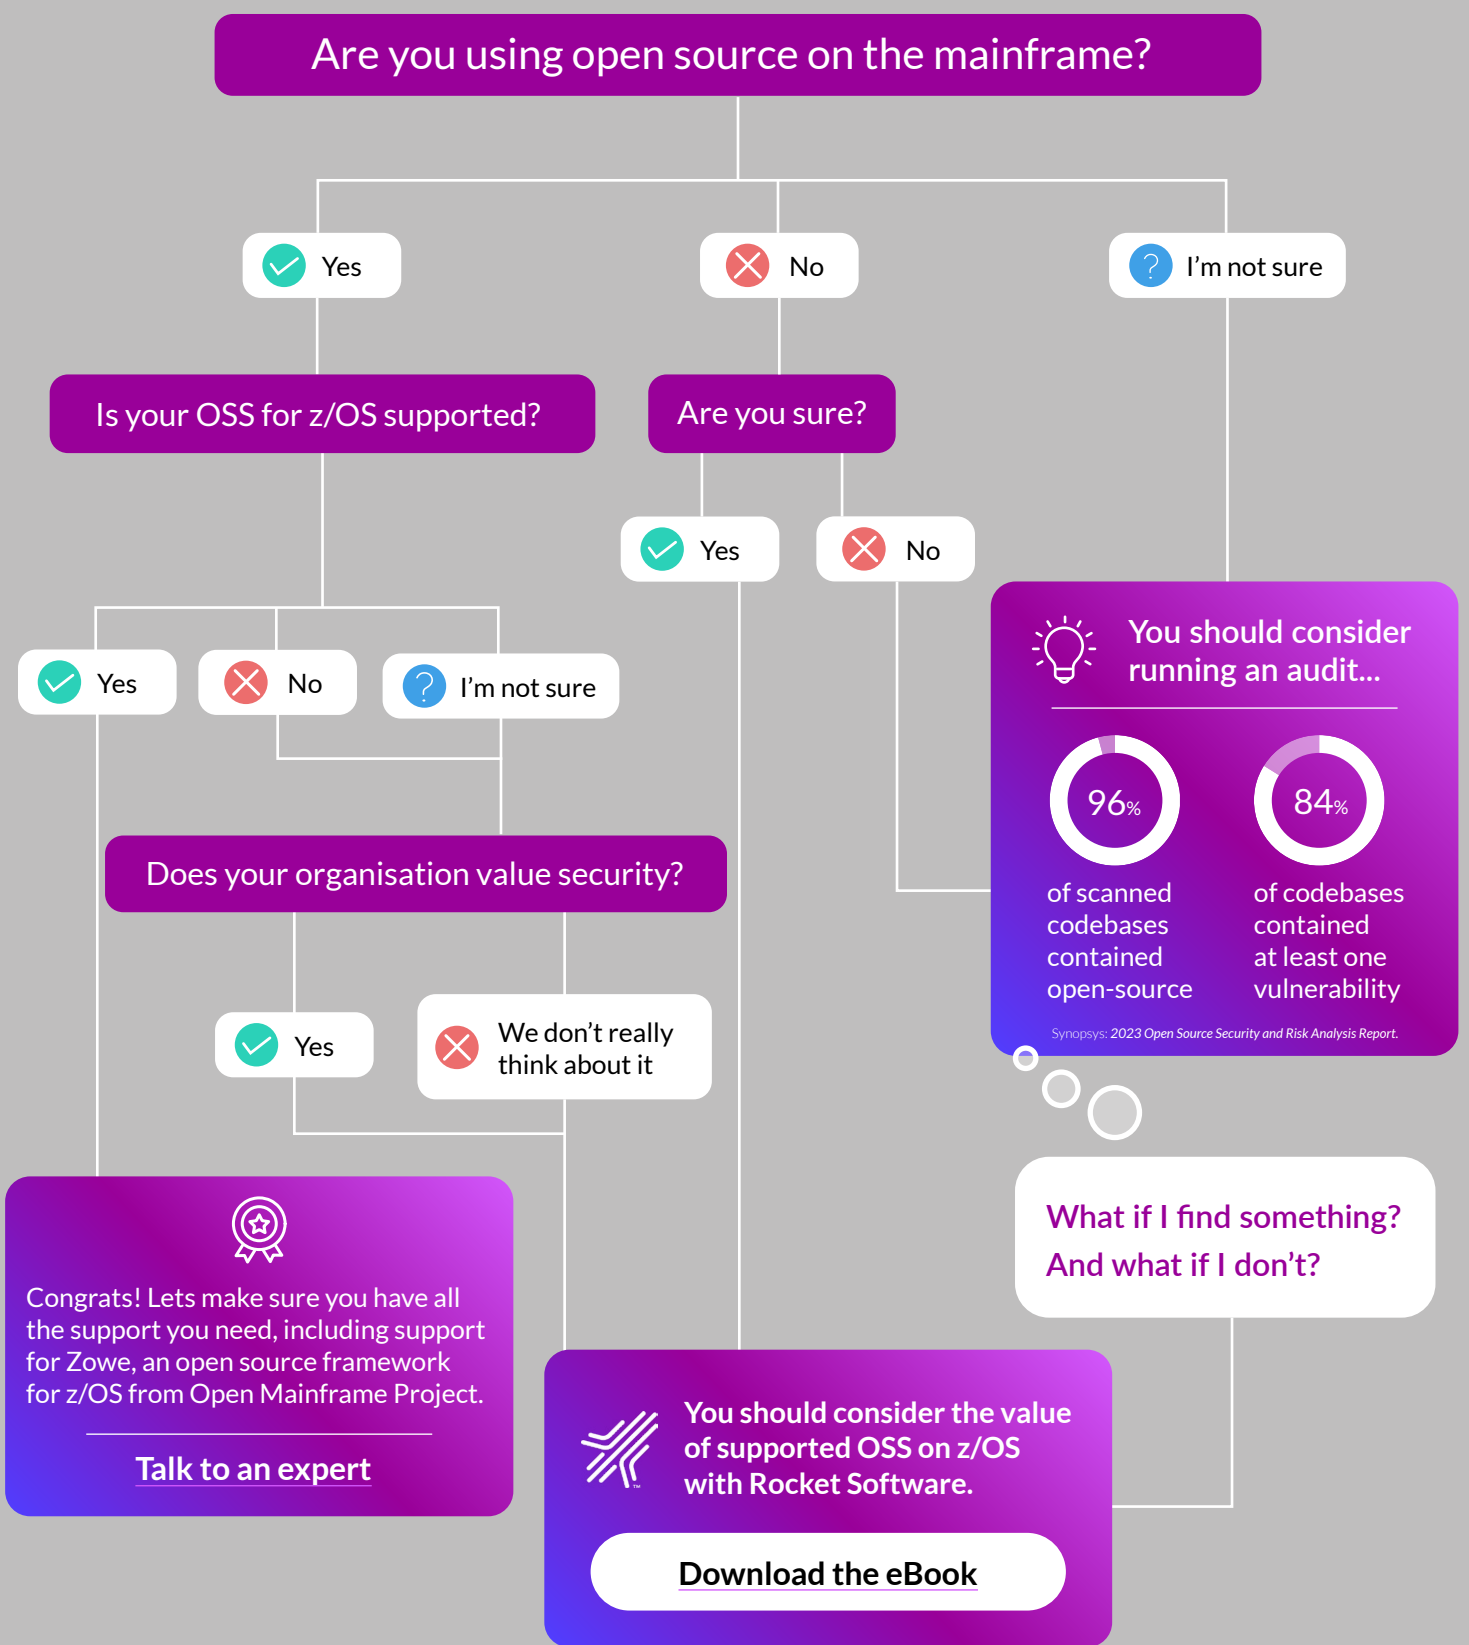 Are you using open source on the mainframe?
Yes
No
?
I'm not sure
Is your OSS for z/OS supported?
Are you sure?
Yes
No
Yes
No
?
I'm not sure
You should consider
running an audit...
96%
of scanned
codebases
contained
open-source
84%
of codebases
contained
at least one
vulnerability
Synopsys: 2023 Open Source Security and Risk Analysis Report.
Does your organisation value security?
Yes
We don't really
think about it
What if I find something?
And what if I don't?
Congrats! Lets make sure you have all
the support you need, including support
for Zowe, an open source framework
for z/OS from Open Mainframe Project.
Talk to an expert
™
You should consider the value
of supported OSS on z/OS
with Rocket Software.
Download the eBook